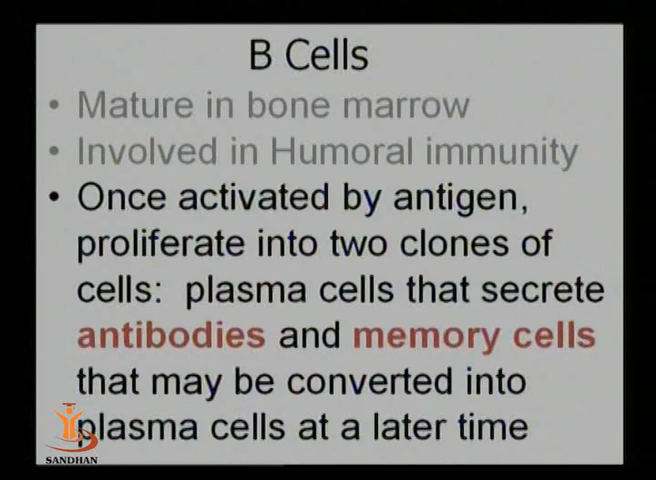 B Cells
• Mature in bone marrow
• Involved in Humoral immunity
• Once activated by antigen,
proliferate into two clones of
cells: plasma cells that secrete
antibodies and memory cells
that may be converted into
plasma cells at a later time
SANDHAN